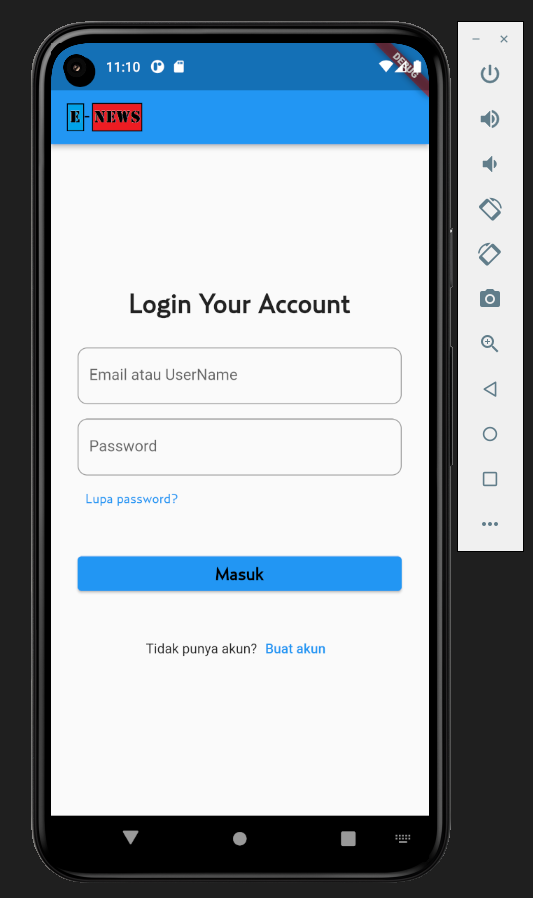 11:10
DEBUG
E-NEWS
Login Your Account
Email atau UserName
Password
Lupa password?
Masuk
Tidak punya akun? Buat akun